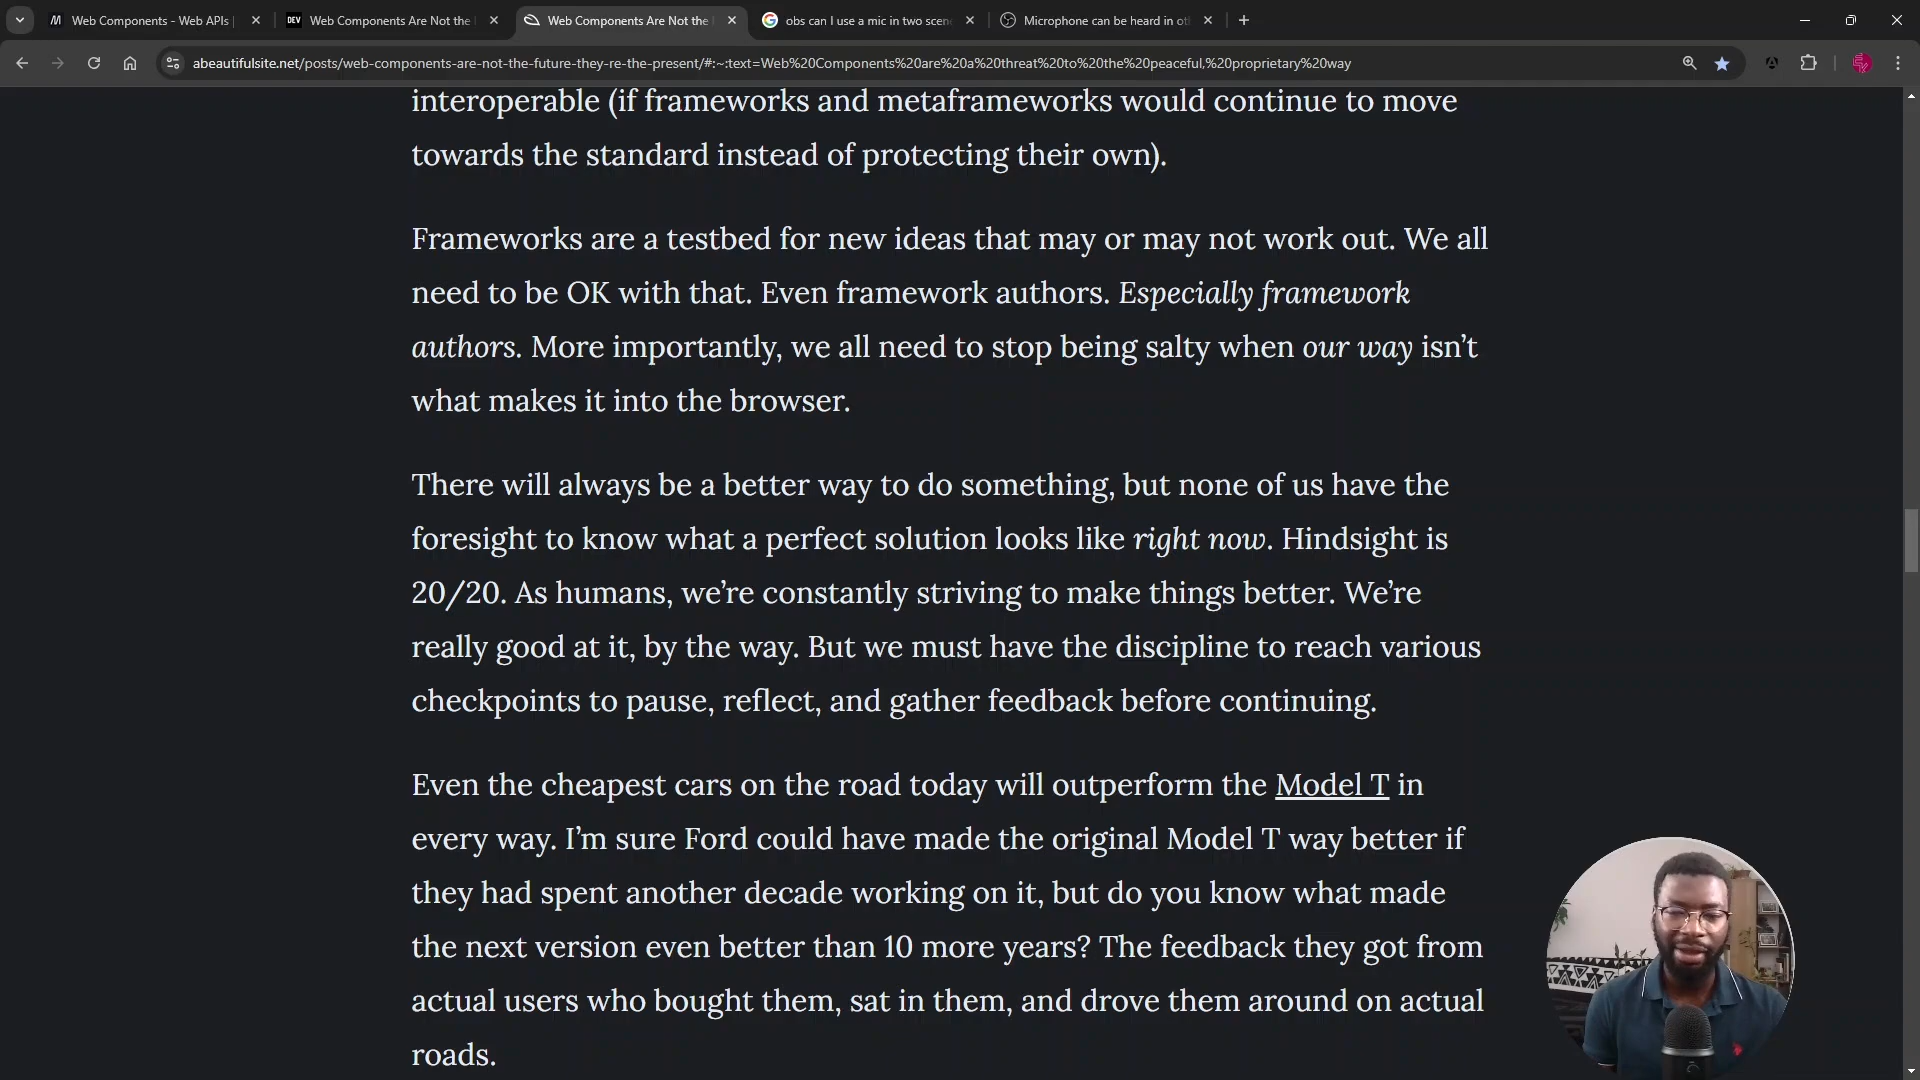 Web Components - Web APIs |
DEV
Web Components Are Not the
Web Components Are Not the
obs can I use a mic in two scen
Microphone can be heard in ot
abeautifulsite.net/posts/web-components-are-not-the-future-they-re-the-present/#:~:text=Web%20Components%20are%20a%20threat%20to%20the%20peaceful,%20proprietary%20way
interoperable (if frameworks and metaframeworks would continue to move
towards the standard instead of protecting their own).
Frameworks are a testbed for new ideas that may or may not work out. We all
need to be OK with that. Even framework authors. Especially framework
authors. More importantly, we all need to stop being salty when our way isn’t
what makes it into the browser.
There will always be a better way to do something, but none of us have the
foresight to know what a perfect solution looks like right now. Hindsight is
20/20. As humans, we’re constantly striving to make things better. We’re
really good at it, by the way. But we must have the discipline to reach various
checkpoints to pause, reflect, and gather feedback before continuing.
Even the cheapest cars on the road today will outperform the Model T in
every way. I’m sure Ford could have made the original Model T way better if
they had spent another decade working on it, but do you know what made
the next version even better than 10 more years? The feedback they got from
actual users who bought them, sat in them, and drove them around on actual
roads.